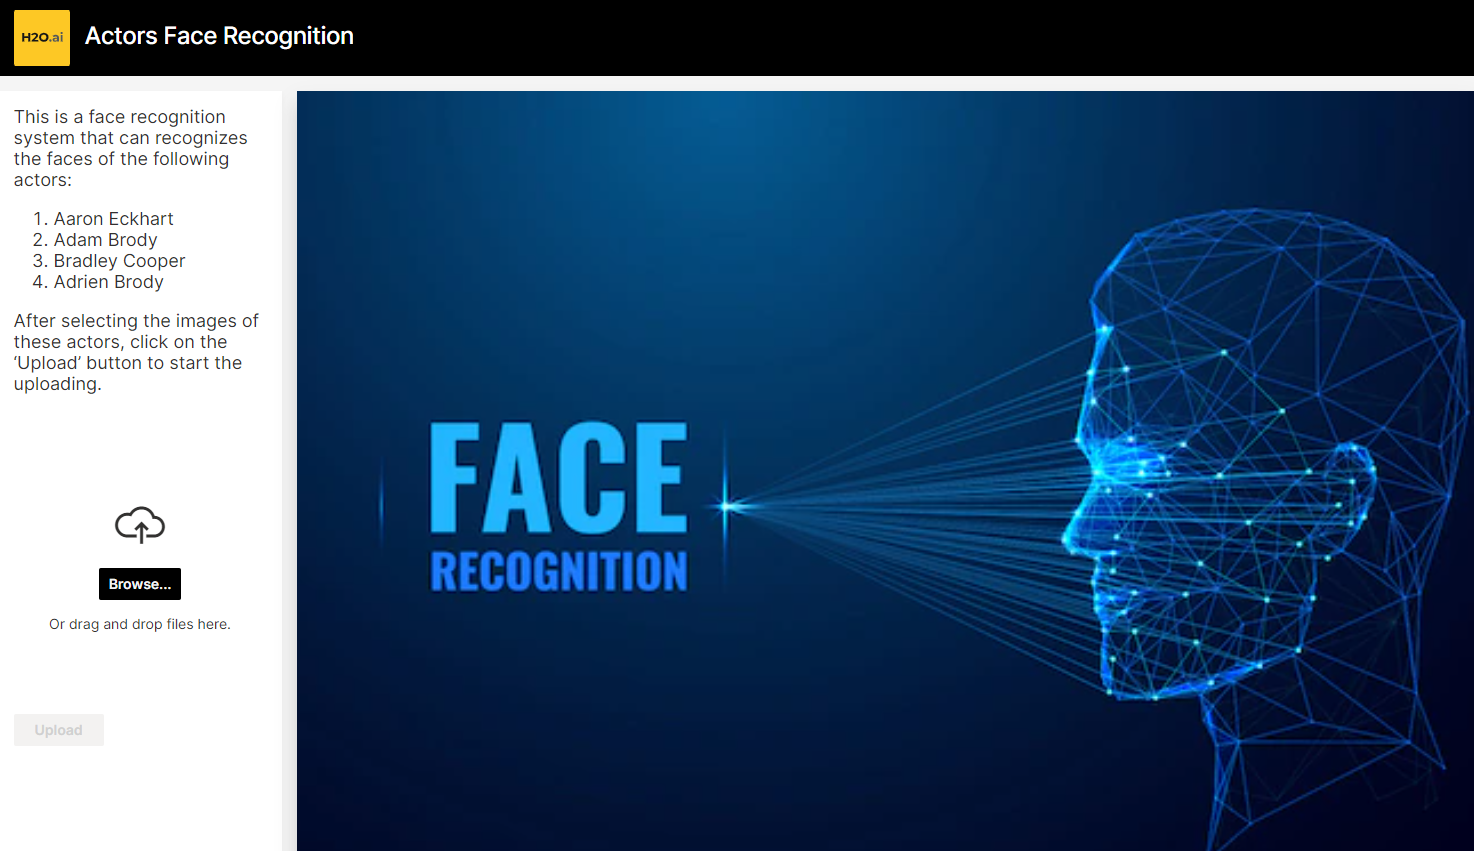 H2O.ai
Actors Face Recognition
This is a face recognition
system that can recognizes
the faces of the following
actors:
1. Aaron Eckhart
2. Adam Brody
3. Bradley Cooper
4. Adrien Brody
After selecting the images of
these actors, click on the
‘Upload’ button to start the
uploading.
Browse...
Or drag and drop files here.
Upload
FACE
RECOGNITION